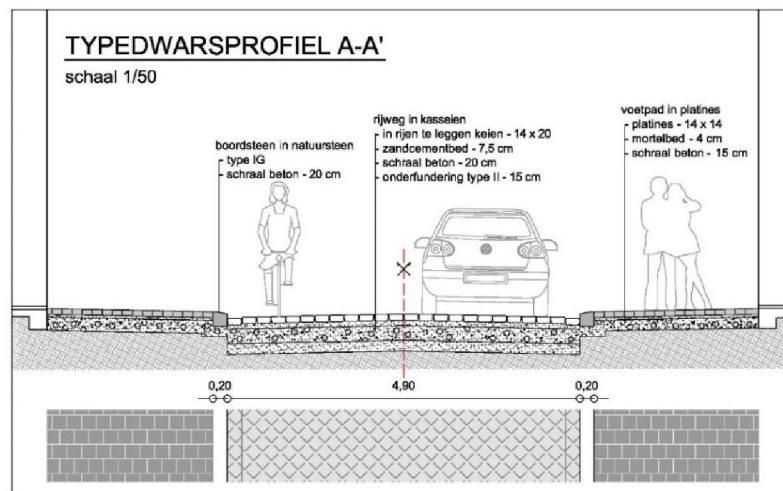 TYPEDWARSPROFIEL A-A'
schaal 1/50
boordsteen in natuursteen
- type IG
- schraal beton - 20 cm
rijweg in kasseien
- in rijen te leggen keien - 14 x 20
- zandcementbed - 7,5 cm
- schraal beton - 20 cm
- onderfundering type II - 15 cm
voetpad in platines
- platines - 14 x 14
- mortelbed - 4 cm
- schraal beton - 15 cm
0,20
4,90
0,20